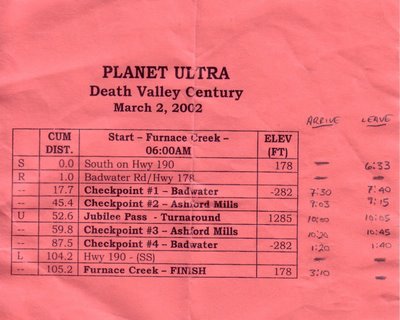 PLANET ULTRA
Death Valley Century
March 2, 2002
ARRIVE LEAVE
CUM DIST. Start – Furnace Creek – 06:00AM ELEV (FT)
S 0.0 South on Hwy 190 178 — 6:33
R 1.0 Badwater Rd/Hwy 178 — —
-- 17.7 Checkpoint #1 – Badwater -282 7:30 7:40
-- 45.4 Checkpoint #2 – Ashford Mills 9:03 9:15
U 52.6 Jubilee Pass - Turnaround 1285 10:00 10:05
-- 59.8 Checkpoint #3 – Ashford Mills 10:20 10:45
-- 87.5 Checkpoint #4 – Badwater -282 1:20 1:40
L 104.2 Hwy 190 - (SS) — —
-- 105.2 Furnace Creek – FINISH 178 3:10 —